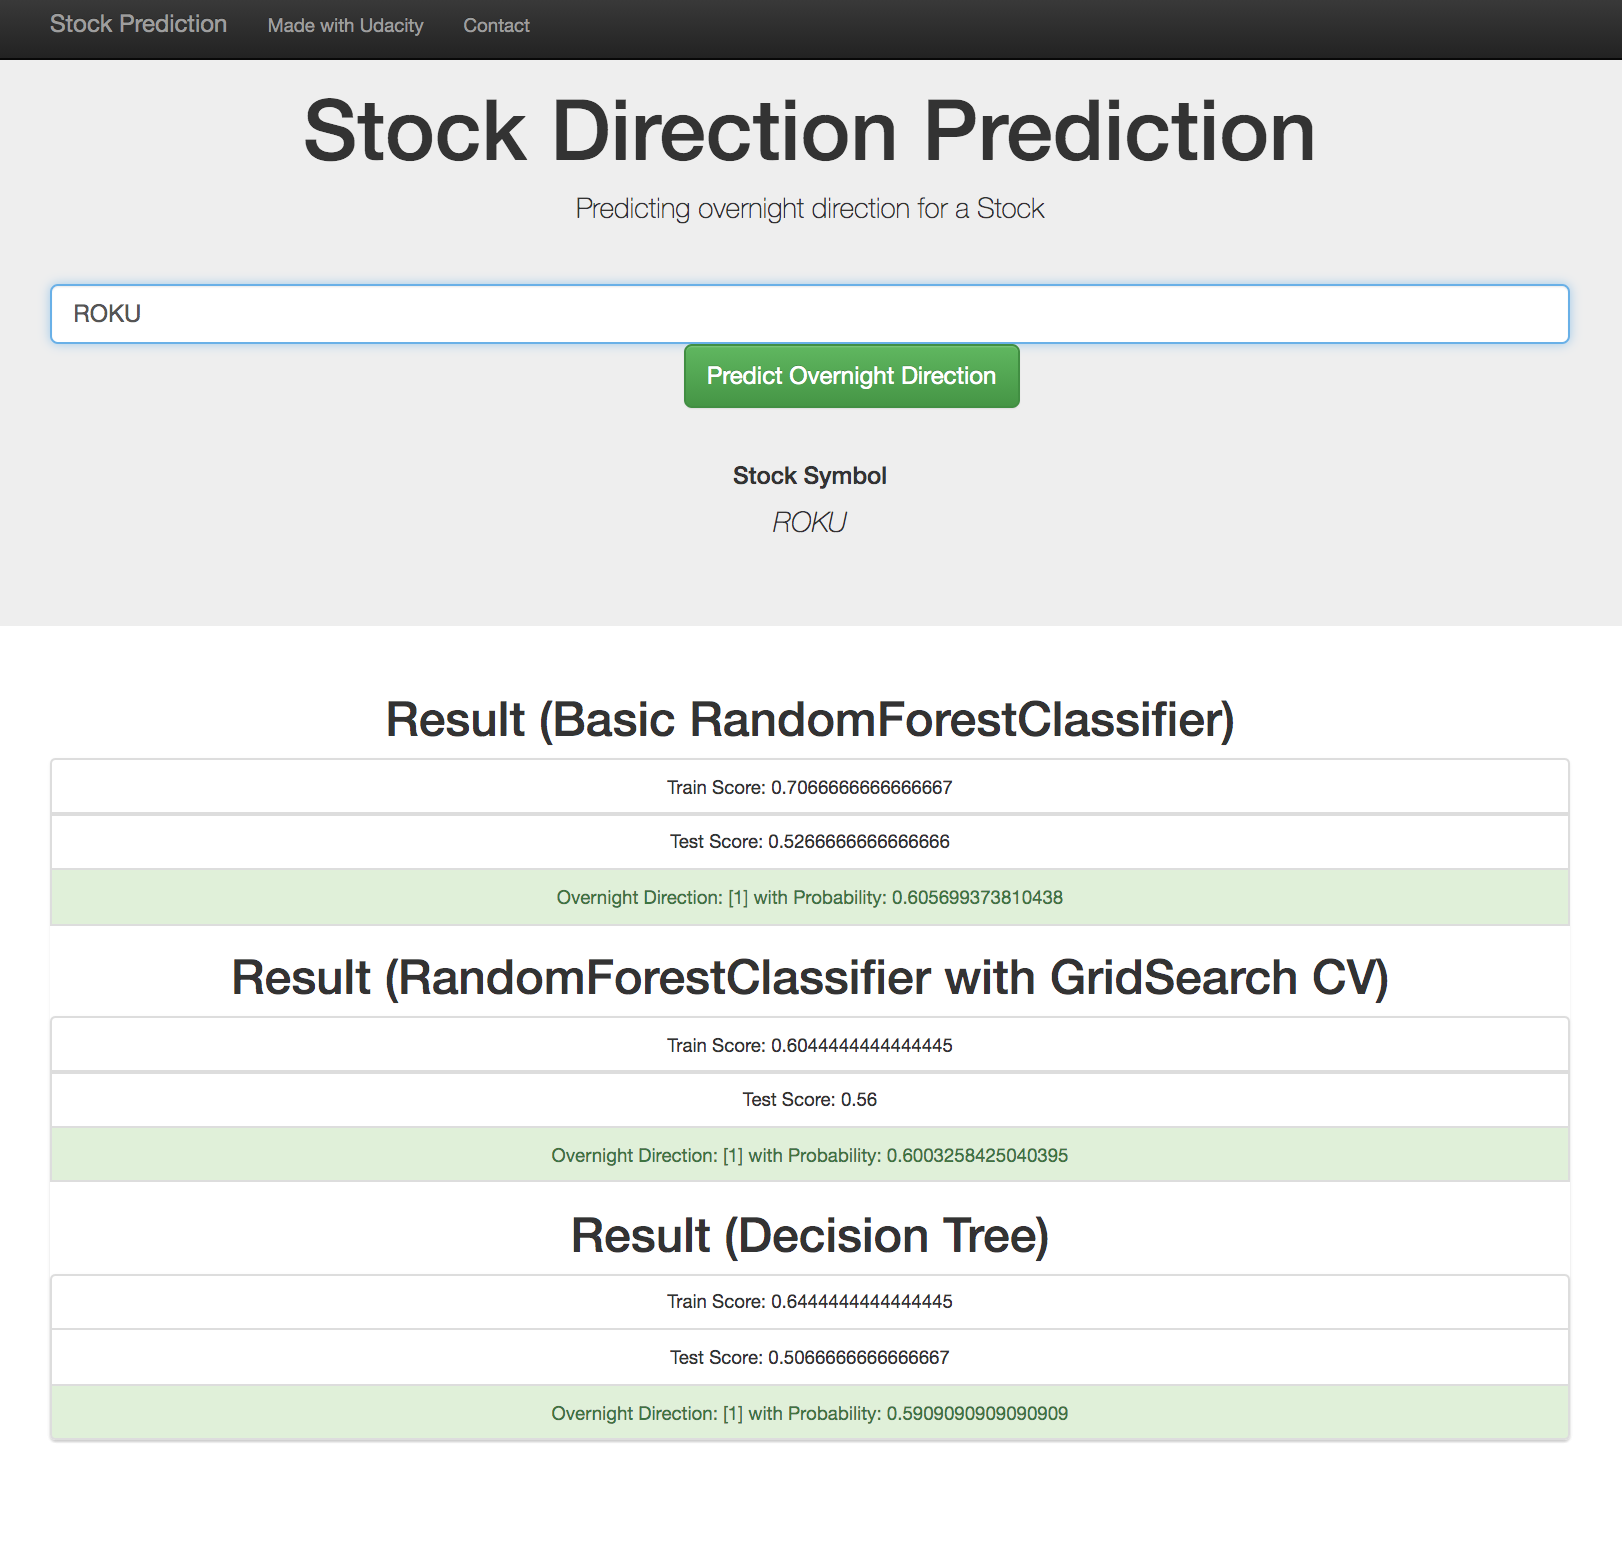 Stock Prediction Made with Udacity Contact
Stock Direction Prediction
Predicting overnight direction for a Stock
ROKU
Predict Overnight Direction
Stock Symbol
ROKU
Result (Basic RandomForestClassifier)
Train Score: 0.7066666666666667
Test Score: 0.5266666666666666
Overnight Direction: [1] with Probability: 0.605699373810438
Result (RandomForestClassifier with GridSearch CV)
Train Score: 0.6044444444444445
Test Score: 0.56
Overnight Direction: [1] with Probability: 0.6003258425040395
Result (Decision Tree)
Train Score: 0.6444444444444445
Test Score: 0.5066666666666667
Overnight Direction: [1] with Probability: 0.5909090909090909